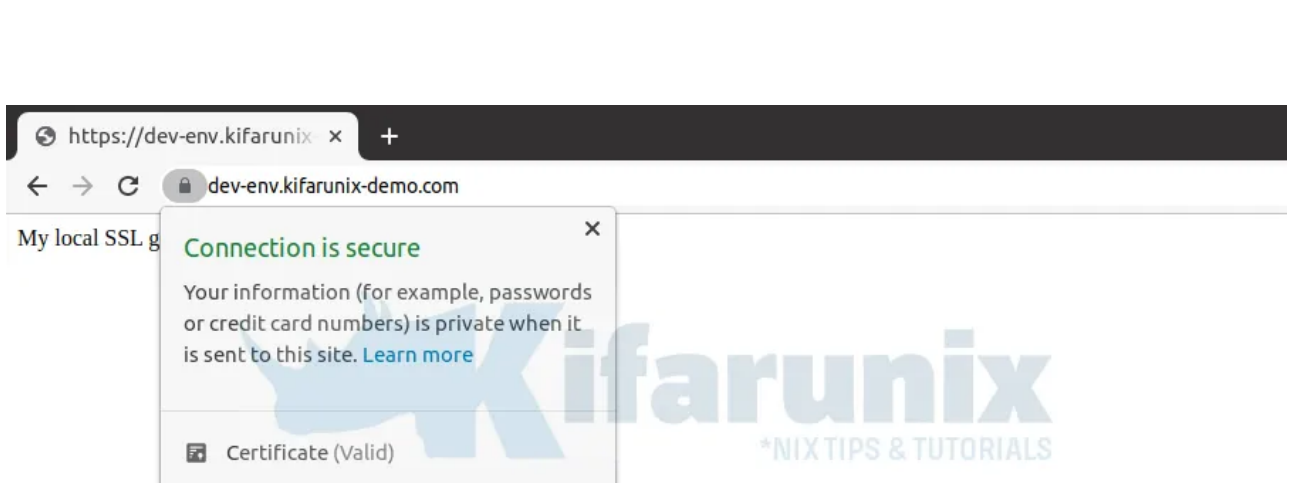 https://dev-env.kifarunix
dev-env.kifarunix-demo.com
My local SSL g
Connection is secure
Your information (for example, passwords
or credit card numbers) is private when it
is sent to this site. Learn more
Certificate (Valid)
Kifarunix
*NIX TIPS & TUTORIALS